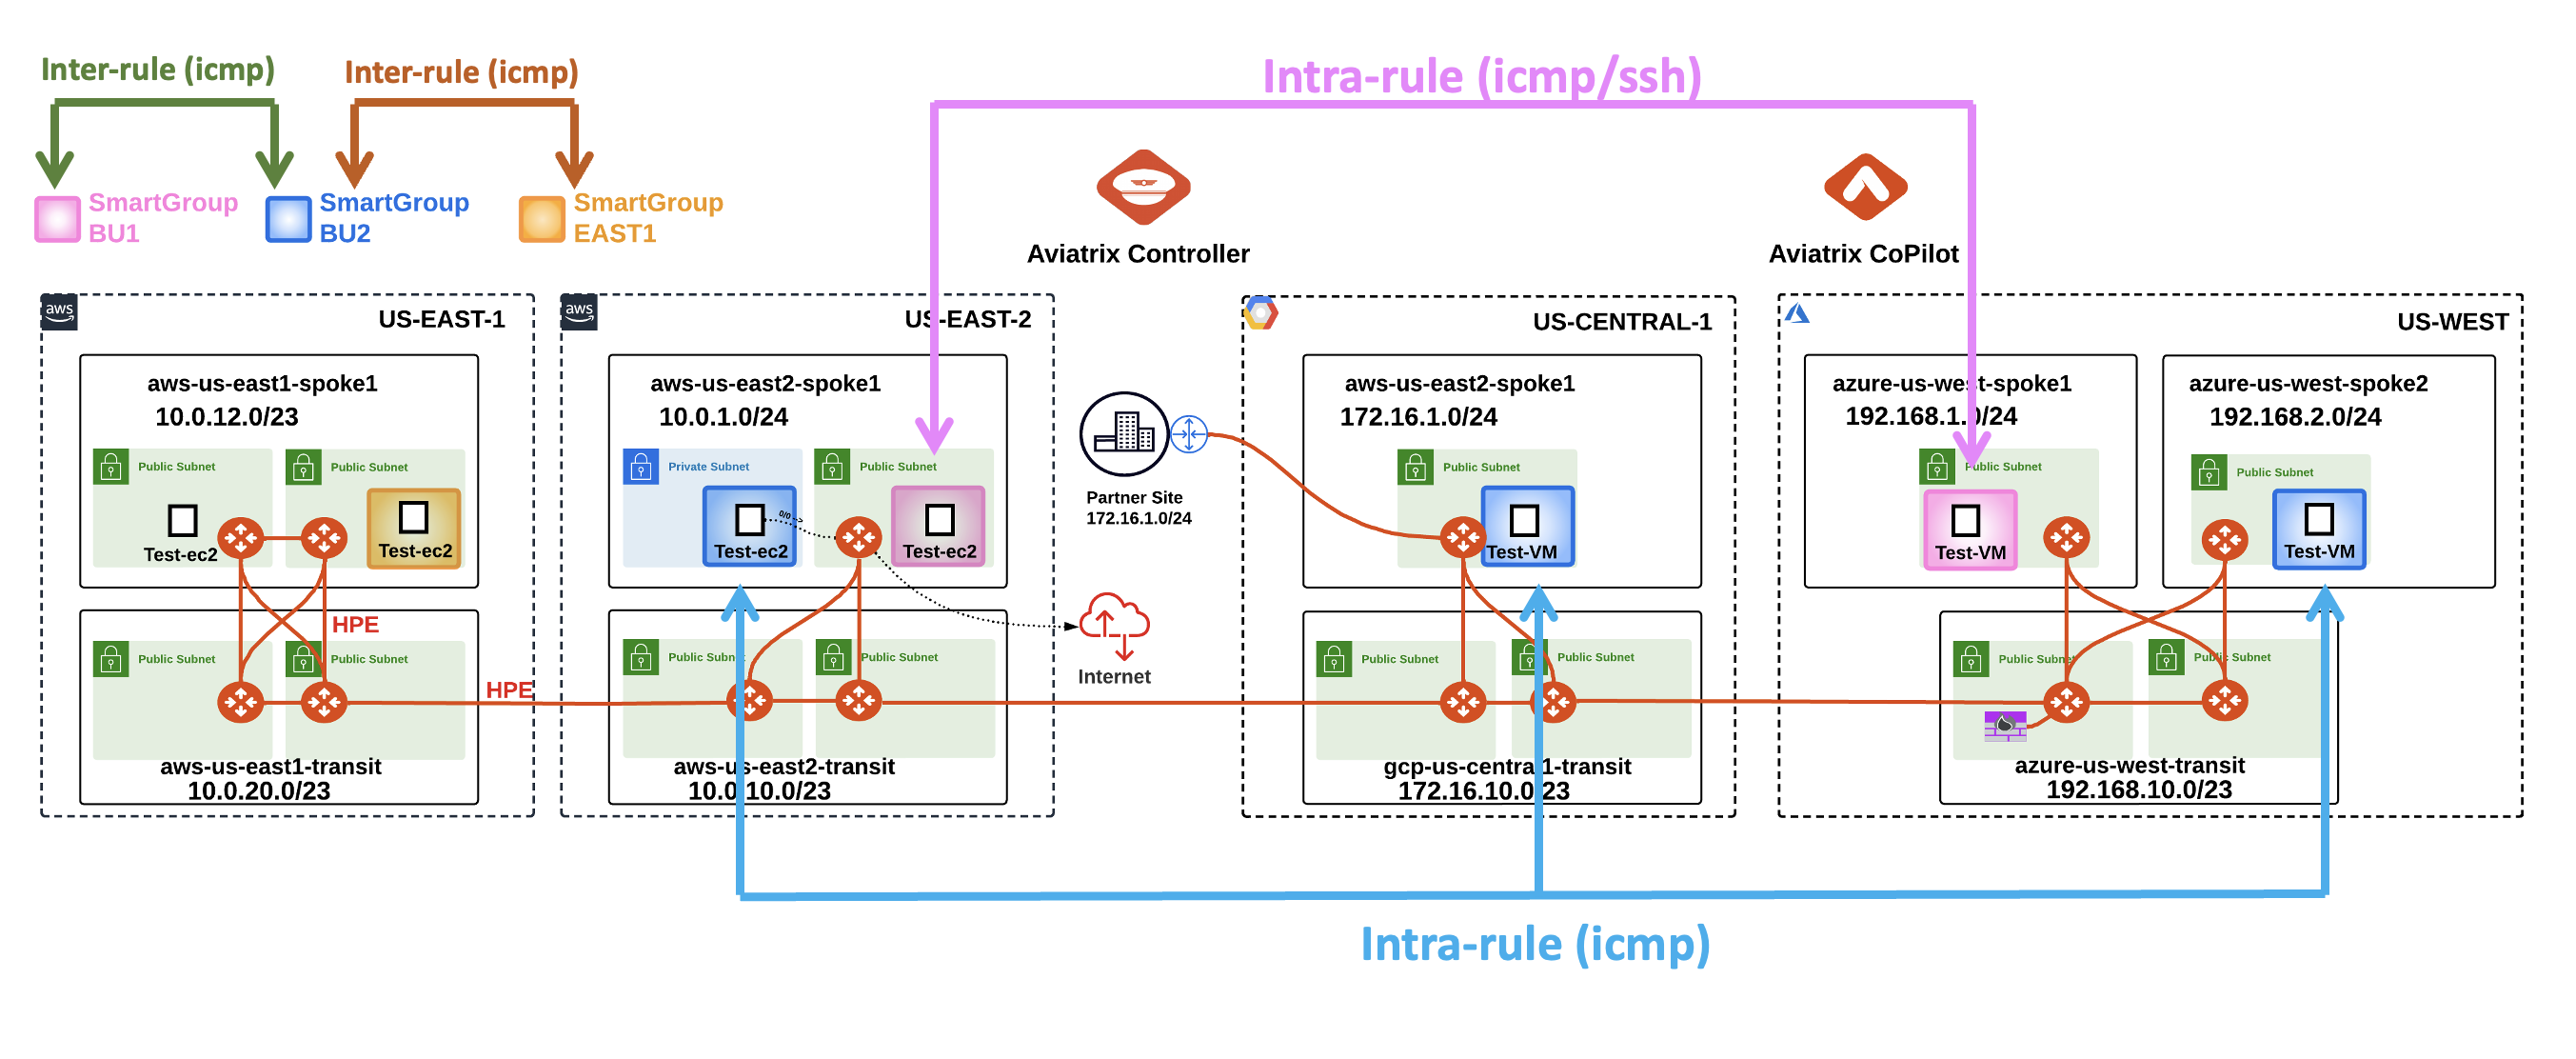 Inter-rule (icmp)
Inter-rule (icmp)
Intra-rule (icmp/ssh)
SmartGroup
BU1
SmartGroup
BU2
SmartGroup
EAST1
Aviatrix Controller
Aviatrix CoPilot
aws
US-EAST-1
aws-us-east1-spoke1
10.0.12.0/23
Public Subnet
Public Subnet
Test-ec2
Test-ec2
HPE
Public Subnet
Public Subnet
HPE
aws-us-east1-transit
10.0.20.0/23
aws
US-EAST-2
aws-us-east2-spoke1
10.0.1.0/24
Private Subnet
Public Subnet
0/0
Test-ec2
Test-ec2
Public Subnet
Public Subnet
aws-us-east2-transit
10.0.10.0/23
Partner Site
172.16.1.0/24
Internet
US-CENTRAL-1
aws-us-east2-spoke1
172.16.1.0/24
Public Subnet
Test-VM
Public Subnet
Public Subnet
gcp-us-central1-transit
172.16.10.0/23
US-WEST
azure-us-west-spoke1
192.168.1.0/24
Public Subnet
Test-VM
azure-us-west-spoke2
192.168.2.0/24
Public Subnet
Test-VM
Public Subnet
Public Subnet
azure-us-west-transit
192.168.10.0/23
Intra-rule (icmp)